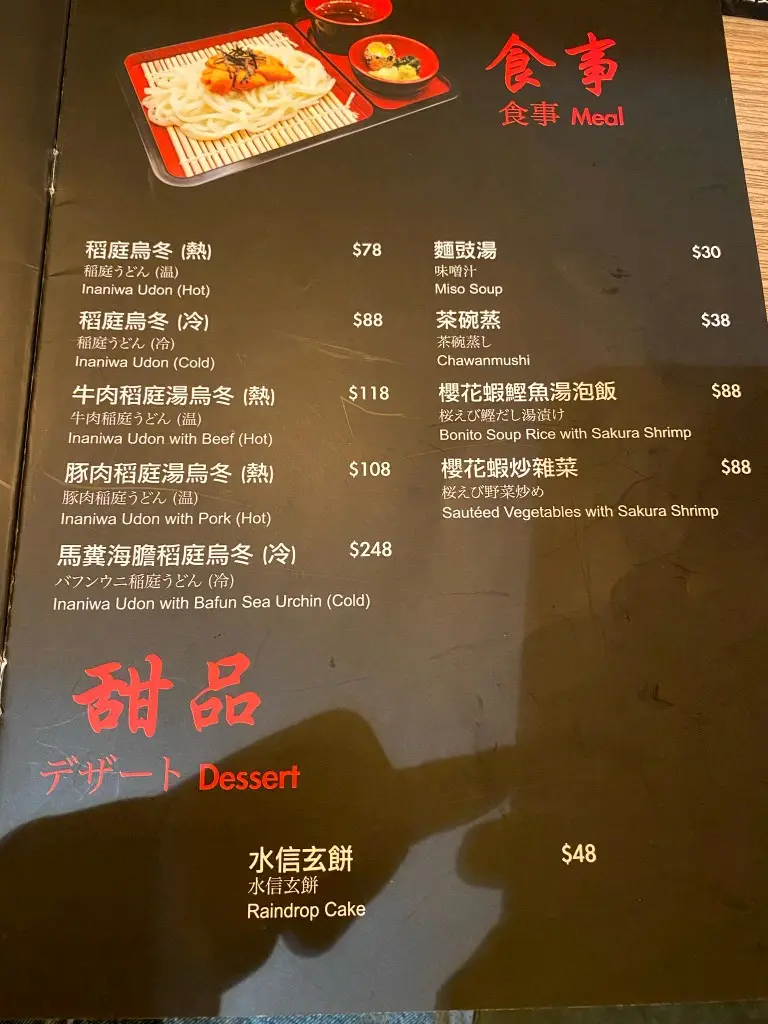 食事
食事 Meal
稻庭烏冬 (熱) $78
稲庭うどん (温)
Inaniwa Udon (Hot)
稻庭烏冬 (冷) $88
稲庭うどん (冷)
Inaniwa Udon (Cold)
牛肉稻庭湯烏冬 (熱) $118
牛肉稲庭うどん (温)
Inaniwa Udon with Beef (Hot)
豚肉稻庭湯烏冬 (熱) $108
豚肉稲庭うどん (温)
Inaniwa Udon with Pork (Hot)
馬糞海膽稻庭烏冬 (冷) $248
バフンウニ稲庭うどん (冷)
Inaniwa Udon with Bafun Sea Urchin (Cold)
麵豉湯 $30
味噌汁
Miso Soup
茶碗蒸 $38
茶碗蒸し
Chawanmushi
櫻花蝦鰹魚湯泡飯 $88
桜えび鰹だし湯漬け
Bonito Soup Rice with Sakura Shrimp
櫻花蝦炒雜菜 $88
桜えび野菜炒め
Sautéed Vegetables with Sakura Shrimp
甜品
デザート Dessert
水信玄餅 $48
水信玄餅
Raindrop Cake